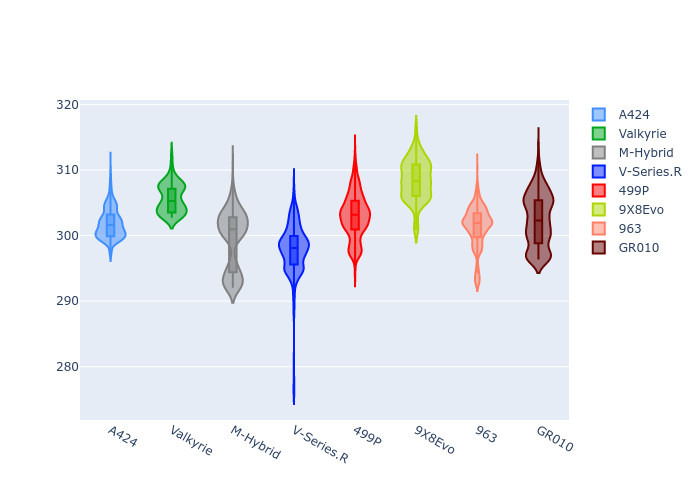 320
310
300
290
280
A424
Valkyrie
M-Hybrid
V-Series.R
499P
9X8Evo
963
GR010
A424
Valkyrie
M-Hybrid
V-Series.R
499P
9X8Evo
963
GR010